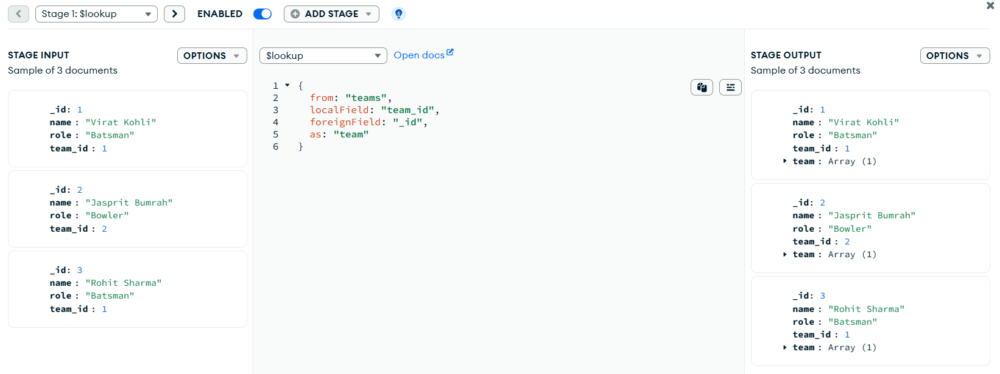 Stage 1: $lookup
ENABLED
ADD STAGE
STAGE INPUT
OPTIONS
Sample of 3 documents
_id: 1
name : "Virat Kohli"
role : "Batsman"
team_id : 1
_id: 2
name : "Jasprit Bumrah"
role : "Bowler"
team_id : 2
_id: 3
name : "Rohit Sharma"
role : "Batsman"
team_id : 1
$lookup
Open docs
1 {
2 from: "teams",
3 localField: "team_id",
4 foreignField: "_id",
5 as: "team"
6 }
STAGE OUTPUT
OPTIONS
Sample of 3 documents
_id: 1
name : "Virat Kohli"
role : "Batsman"
team_id : 1
team : Array (1)
_id: 2
name : "Jasprit Bumrah"
role : "Bowler"
team_id : 2
team : Array (1)
_id: 3
name : "Rohit Sharma"
role : "Batsman"
team_id : 1
team : Array (1)